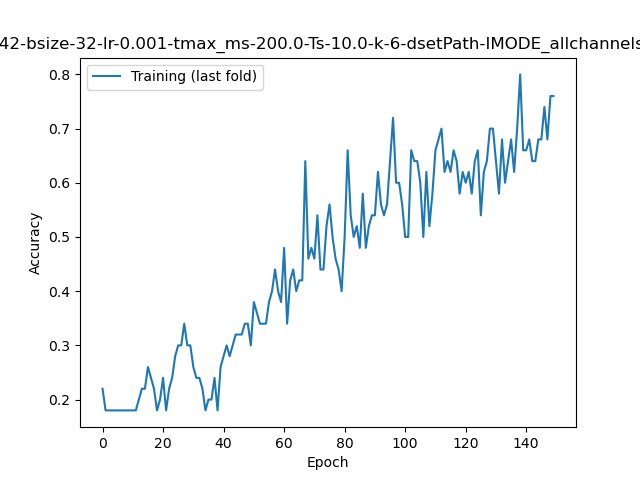 42-bsize-32-lr-0.001-tmax_ms-200.0-Ts-10.0-k-6-dsetPath-IMODE_allchannels
Training (last fold)
0.8
0.7
0.6
0.5
0.4
0.3
0.2
Accuracy
0 20 40 60 80 100 120 140
Epoch